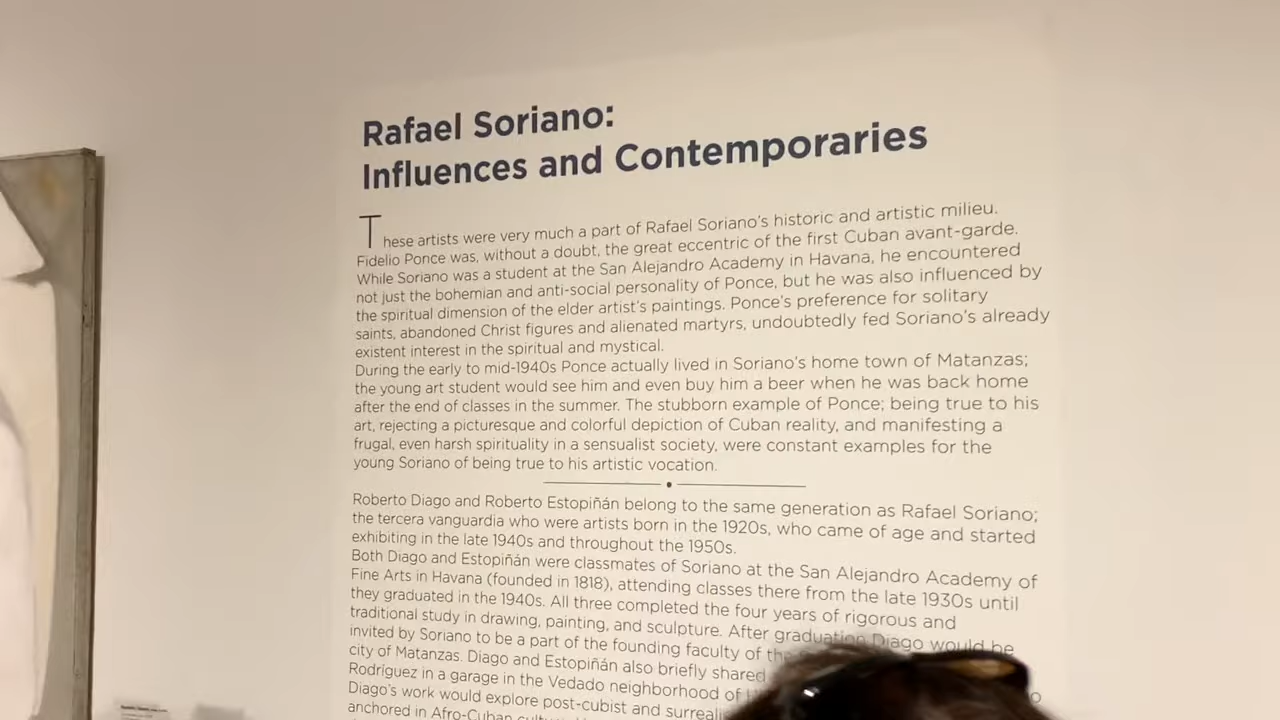 Rafael Soriano:
Influences and Contemporaries
These artists were very much a part of Rafael Soriano's historic and artistic milieu.
Fidelio Ponce was, without a doubt, the great eccentric of the first Cuban avant-garde.
While Soriano was a student at the San Alejandro Academy in Havana, he encountered
not just the bohemian and anti-social personality of Ponce, but he was also influenced by
the spiritual dimension of the elder artist's paintings. Ponce's preference for solitary
saints, abandoned Christ figures and alienated martyrs, undoubtedly fed Soriano's already
existent interest in the spiritual and mystical.
During the early to mid-1940s Ponce actually lived in Soriano's home town of Matanzas;
the young art student would see him and even buy him a beer when he was back home
after the end of classes in the summer. The stubborn example of Ponce; being true to his
art, rejecting a picturesque and colorful depiction of Cuban reality, and manifesting a
frugal, even harsh spirituality in a sensualist society, were constant examples for the
young Soriano of being true to his artistic vocation.
Roberto Diago and Roberto Estopiñán belong to the same generation as Rafael Soriano;
the tercera vanguardia who were artists born in the 1920s, who came of age and started
exhibiting in the late 1940s and throughout the 1950s.
Both Diago and Estopiñán were classmates of Soriano at the San Alejandro Academy of
Fine Arts in Havana (founded in 1818), attending classes there from the late 1930s until
they graduated in the 1940s. All three completed the four years of rigorous and
traditional study in drawing, painting, and sculpture. After graduation Diago would be
invited by Soriano to be a part of the founding faculty of the
city of Matanzas. Diago and Estopiñán also briefly shared
Rodríguez in a garage in the Vedado neighborhood of
Diago's work would explore post-cubist and
anchored in Afro-Cuban